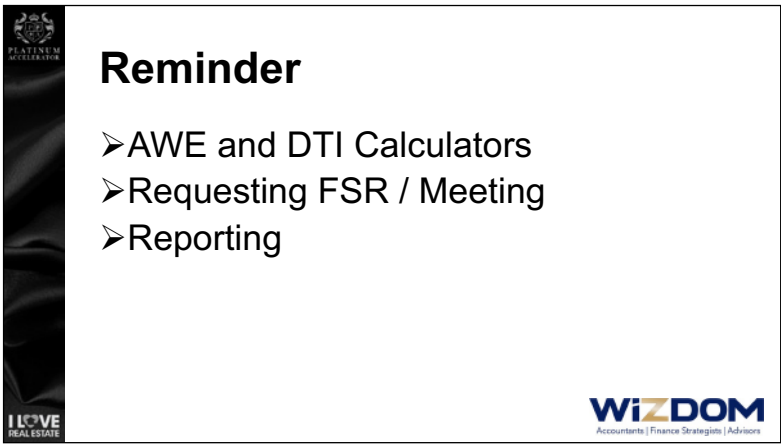 PLATINUM
ACCELERATOR
Reminder
➢AWE and DTI Calculators
➢Requesting FSR / Meeting
➢Reporting
I LOVE
REAL ESTATE
WiZDOM
Accountants | Finance Strategists | Advisors